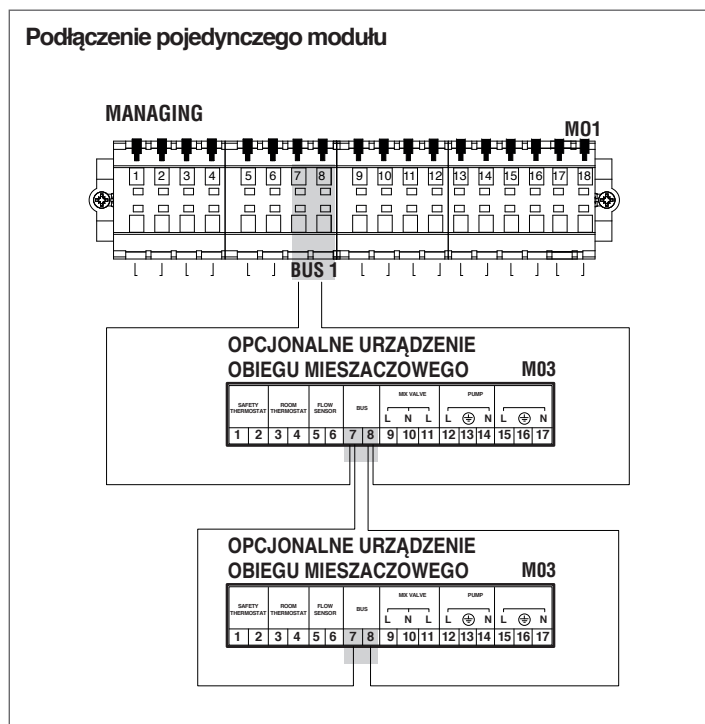 Podłączenie pojedynczego modułu
MANAGING
M01
1 2 3 4 5 6 7 8 9 10 11 12 13 14 15 16 17 18
BUS 1
OPCJONALNE URZĄDZENIE
OBIEGU MIESZACZOWEGO M03
SAFETY THERMOSTAT ROOM THERMOSTAT FLOW SENSOR BUS MIX VALVE PUMP
L N L L N L N
1 2 3 4 5 6 7 8 9 10 11 12 13 14 15 16 17
OPCJONALNE URZĄDZENIE
OBIEGU MIESZACZOWEGO M03
SAFETY THERMOSTAT ROOM THERMOSTAT FLOW SENSOR BUS MIX VALVE PUMP
L N L L N L N
1 2 3 4 5 6 7 8 9 10 11 12 13 14 15 16 17